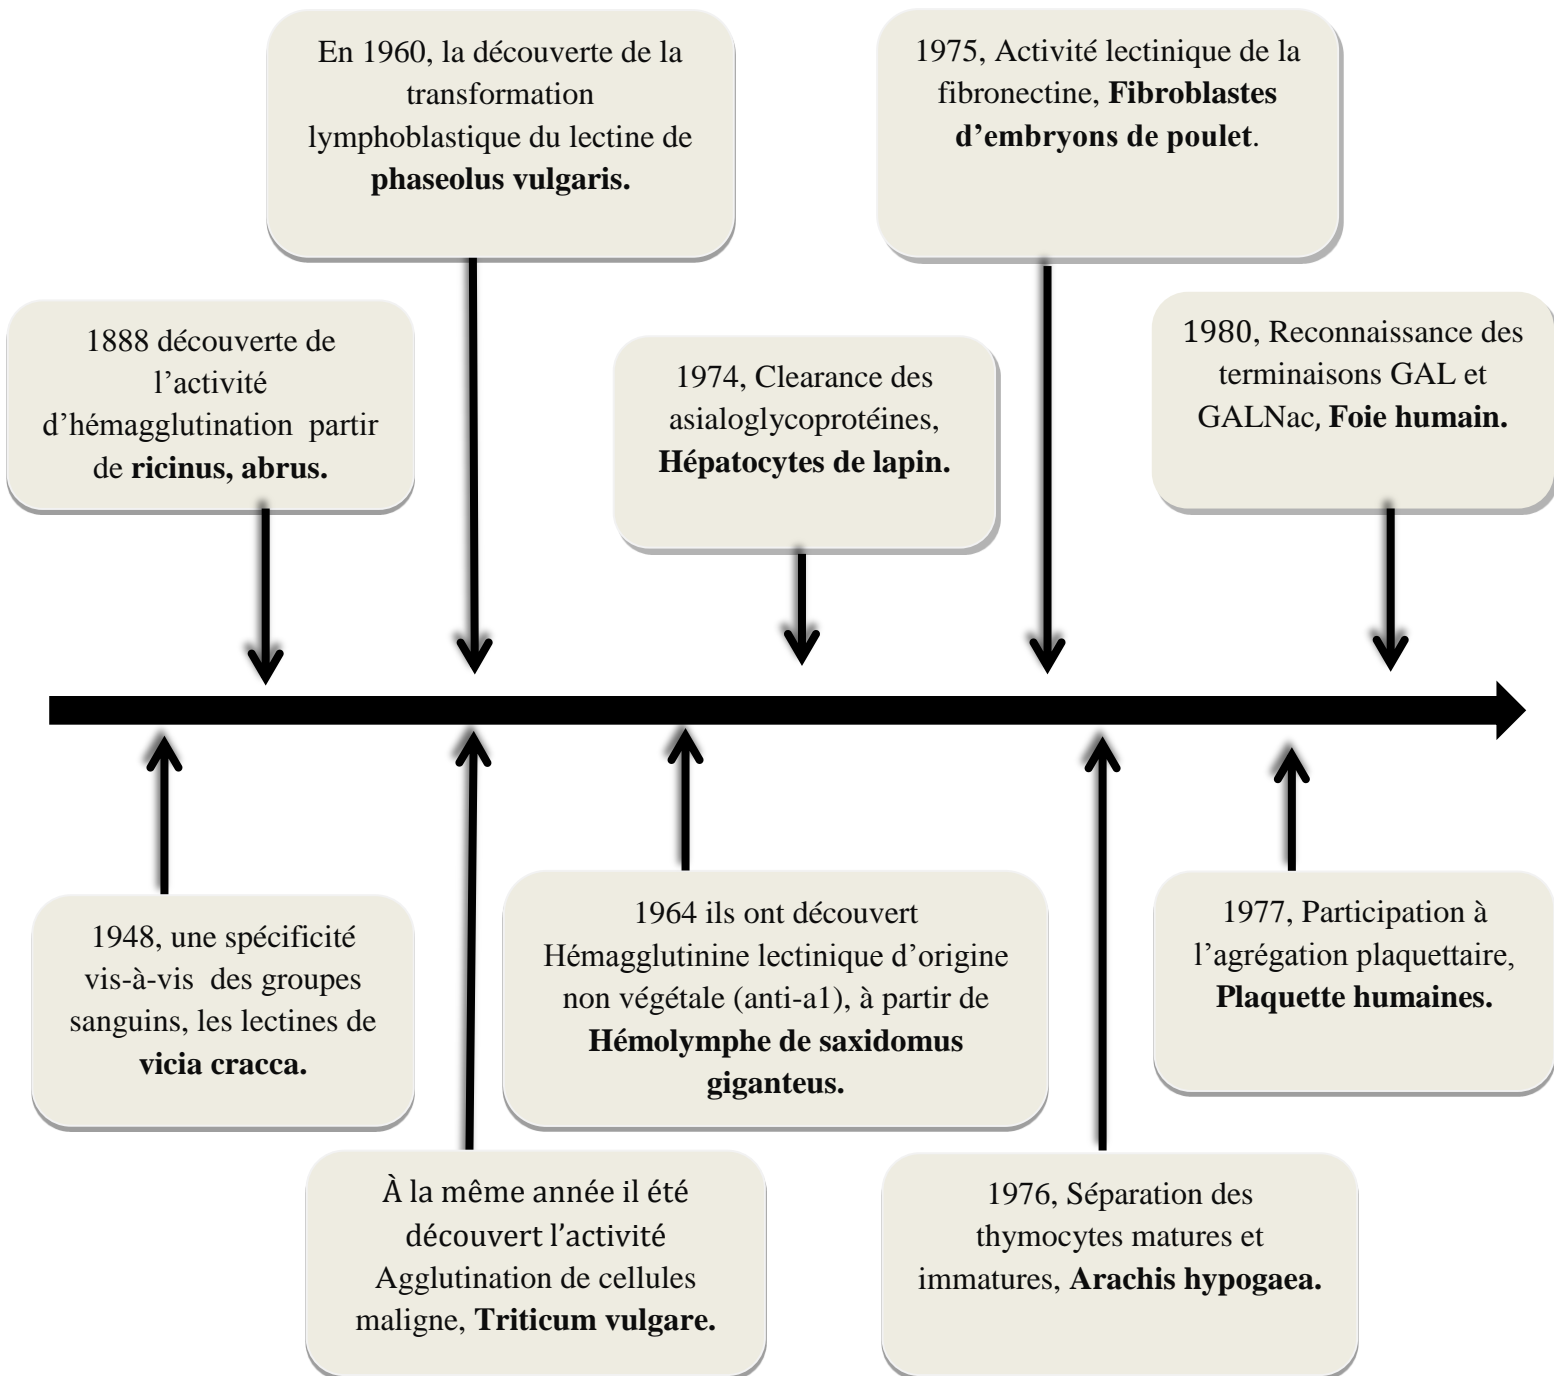 En 1960, la découverte de la
transformation
lymphoblastique du lectine de
phaseolus vulgaris.
1975, Activité lectinique de la
fibronectine, Fibroblastes
d’embryons de poulet.
1888 découverte de
l’activité
d’hémagglutination partir
de ricinus, abrus.
1974, Clearance des
asialoglycoprotéines,
Hépatocytes de lapin.
1980, Reconnaissance des
terminaisons GAL et
GALNac, Foie humain.
1948, une spécificité
vis-à-vis des groupes
sanguins, les lectines de
vicia cracca.
1964 ils ont découvert
Hémagglutinine lectinique d’origine
non végétale (anti-a1), à partir de
Hémolymphe de saxidomus
giganteus.
1977, Participation à
l’agrégation plaquettaire,
Plaquette humaines.
À la même année il été
découvert l’activité
Agglutination de cellules
maligne, Triticum vulgare.
1976, Séparation des
thymocytes matures et
immatures, Arachis hypogaea.